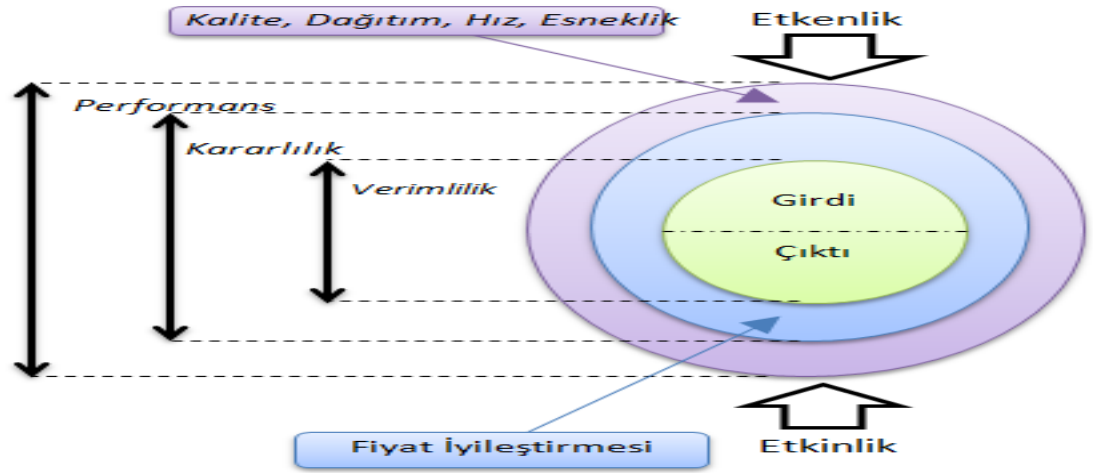 Kalite, Dağıtım, Hız, Esneklik
Etkenlik
Performans
Kararlılık
Verimlilik
Girdi
Çıktı
Fiyat İyileştirmesi
Etkinlik